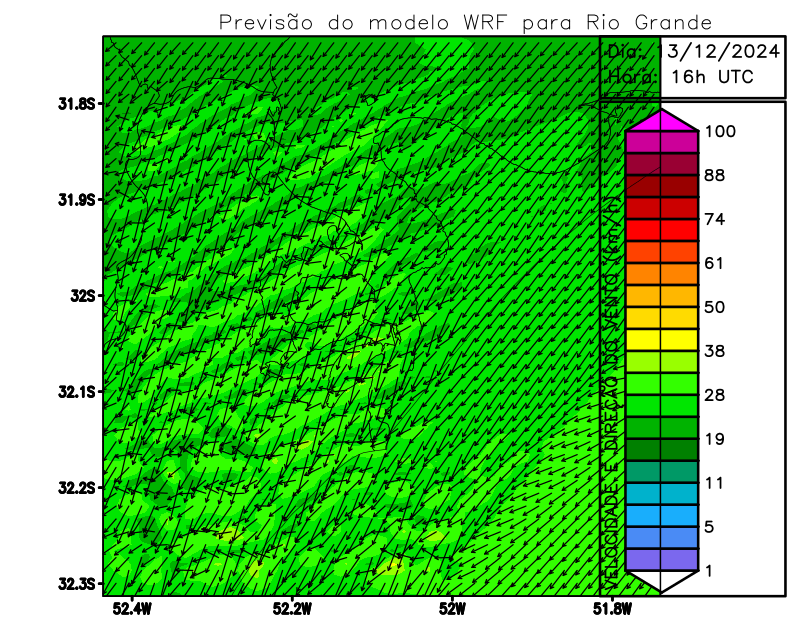 Previsão do modelo WRF para Rio Grande
Dia: 13/12/2024
Hora: 16h UTC
VELOCIDADE E DIREÇÃO DO VENTO (km/h)
100
88
74
61
50
38
28
19
11
5
1
31.8S
31.9S
32S
32.1S
32.2S
32.3S
52.4W 52.2W 52W 51.8W